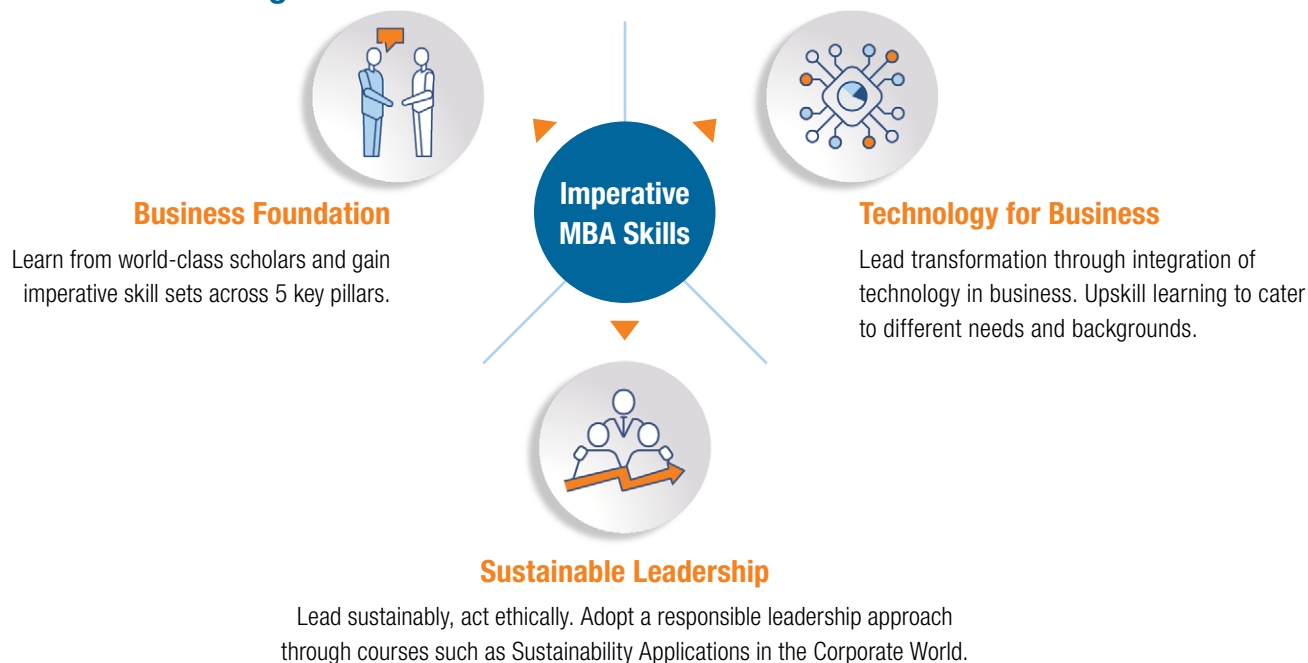 Imperative
MBA Skills
Business Foundation
Learn from world-class scholars and gain
imperative skill sets across 5 key pillars.
Technology for Business
Lead transformation through integration of
technology in business. Upskill learning to cater
to different needs and backgrounds.
Sustainable Leadership
Lead sustainably, act ethically. Adopt a responsible leadership approach
through courses such as Sustainability Applications in the Corporate World.